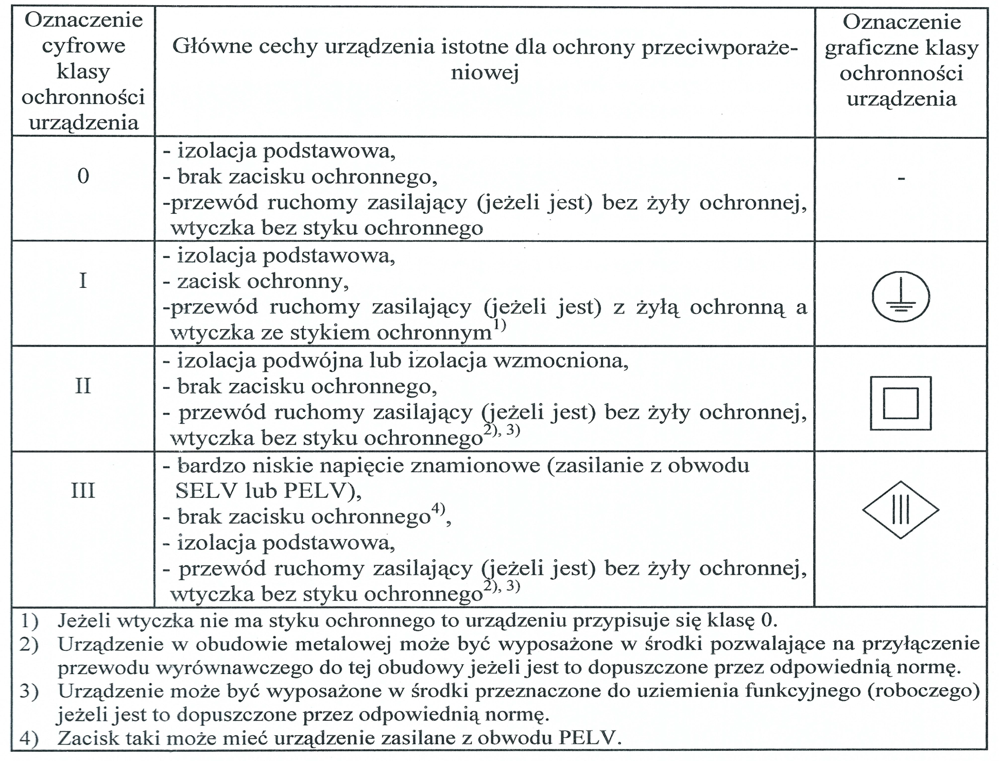 Oznaczenie
cyfrowe
klasy
ochronności
urządzenia
Główne cechy urządzenia istotne dla ochrony przeciwporaże-
niowej
Oznaczenie
graficzne klasy
ochronności
urządzenia
0
- izolacja podstawowa,
- brak zacisku ochronnego,
-przewód ruchomy zasilający (jeżeli jest) bez żyły ochronnej,
wtyczka bez styku ochronnego
-
I
- izolacja podstawowa,
- zacisk ochronny,
-przewód ruchomy zasilający (jeżeli jest) z żyłą ochronną a
wtyczka ze stykiem ochronnym1)
II
- izolacja podwójna lub izolacja wzmocniona,
- brak zacisku ochronnego,
- przewód ruchomy zasilający (jeżeli jest) bez żyły ochronnej,
wtyczka bez styku ochronnego2), 3)
III
- bardzo niskie napięcie znamionowe (zasilanie z obwodu
SELV lub PELV),
- brak zacisku ochronnego4),
- izolacja podstawowa,
- przewód ruchomy zasilający (jeżeli jest) bez żyły ochronnej,
wtyczka bez styku ochronnego2), 3)
III
1) Jeżeli wtyczka nie ma styku ochronnego to urządzeniu przypisuje się klasę 0.
2) Urządzenie w obudowie metalowej może być wyposażone w środki pozwalające na przyłączenie
przewodu wyrównawczego do tej obudowy jeżeli jest to dopuszczone przez odpowiednią normę.
3) Urządzenie może być wyposażone w środki przeznaczone do uziemienia funkcyjnego (roboczego)
jeżeli jest to dopuszczone przez odpowiednią normę.
4) Zacisk taki może mieć urządzenie zasilane z obwodu PELV.